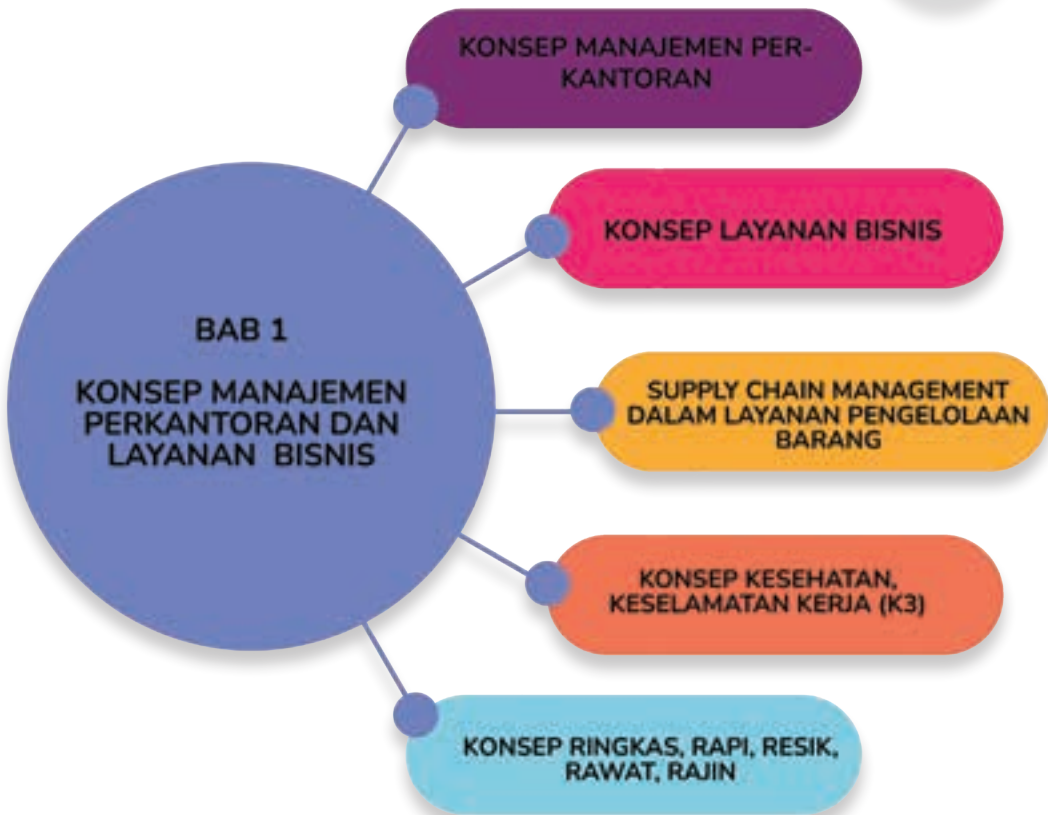 KONSEP MANAJEMEN PER-
KANTORAN
KONSEP LAYANAN BISNIS
BAB 1
KONSEP MANAJEMEN
PERKANTORAN DAN
LAYANAN BISNIS
SUPPLY CHAIN MANAGEMENT
DALAM LAYANAN PENGELOLAAN
BARANG
KONSEP KESEHATAN,
KESELAMATAN KERJA (K3)
KONSEP RINGKAS, RAPI, RESIK,
RAWAT, RAJIN